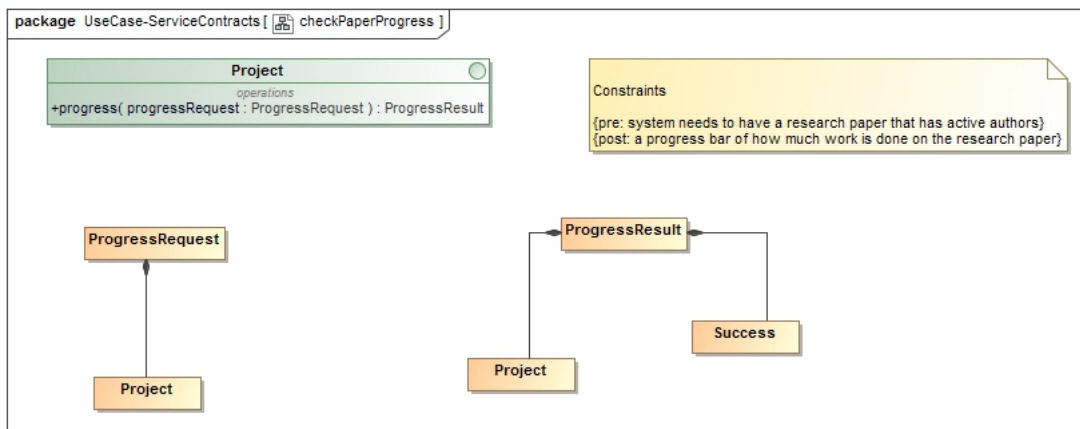 package UseCase-ServiceContracts [ checkPaperProgress ]
Project
operations
+progress( progressRequest : ProgressRequest ) : ProgressResult
Constraints
{pre: system needs to have a research paper that has active authors}
{post: a progress bar of how much work is done on the research paper}
ProgressRequest
ProgressResult
Success
Project
Project